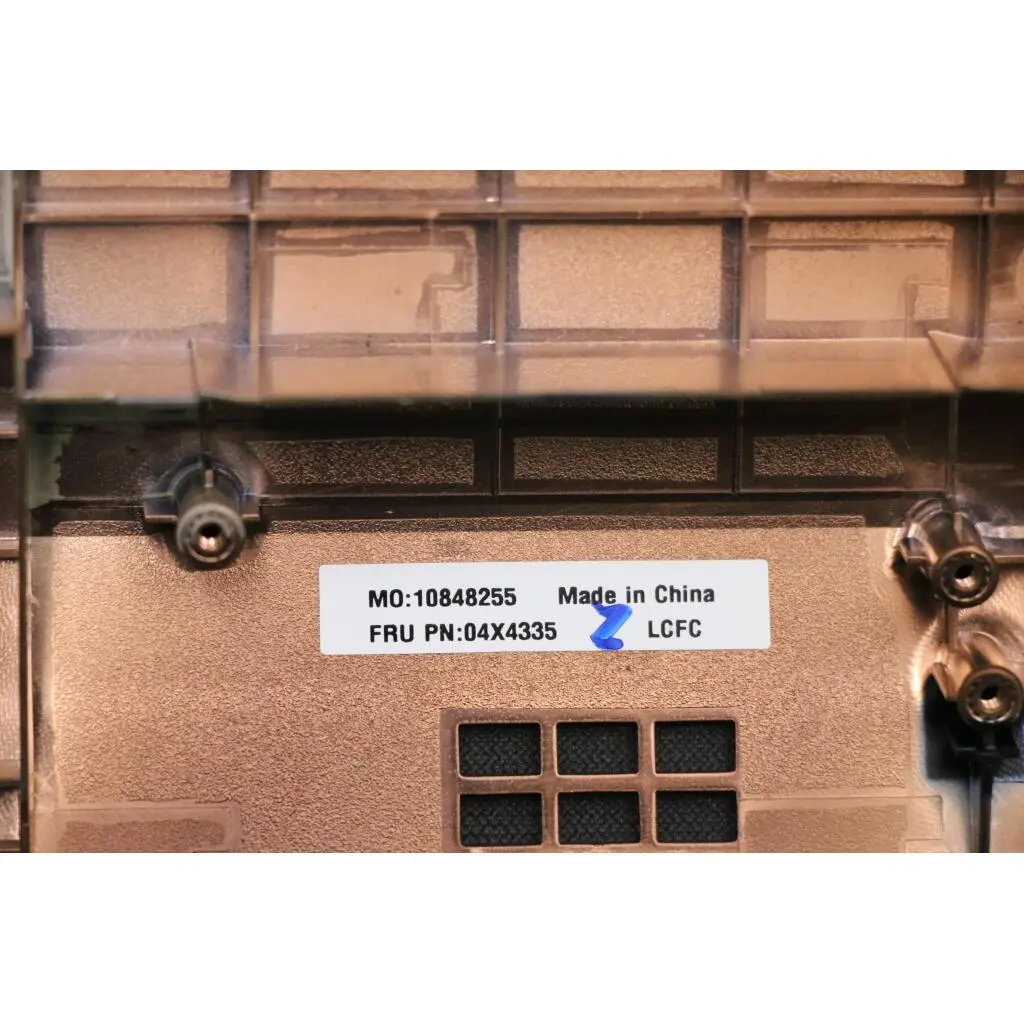 MO:10848255 Made in China
FRU PN:04X4335 LCFC